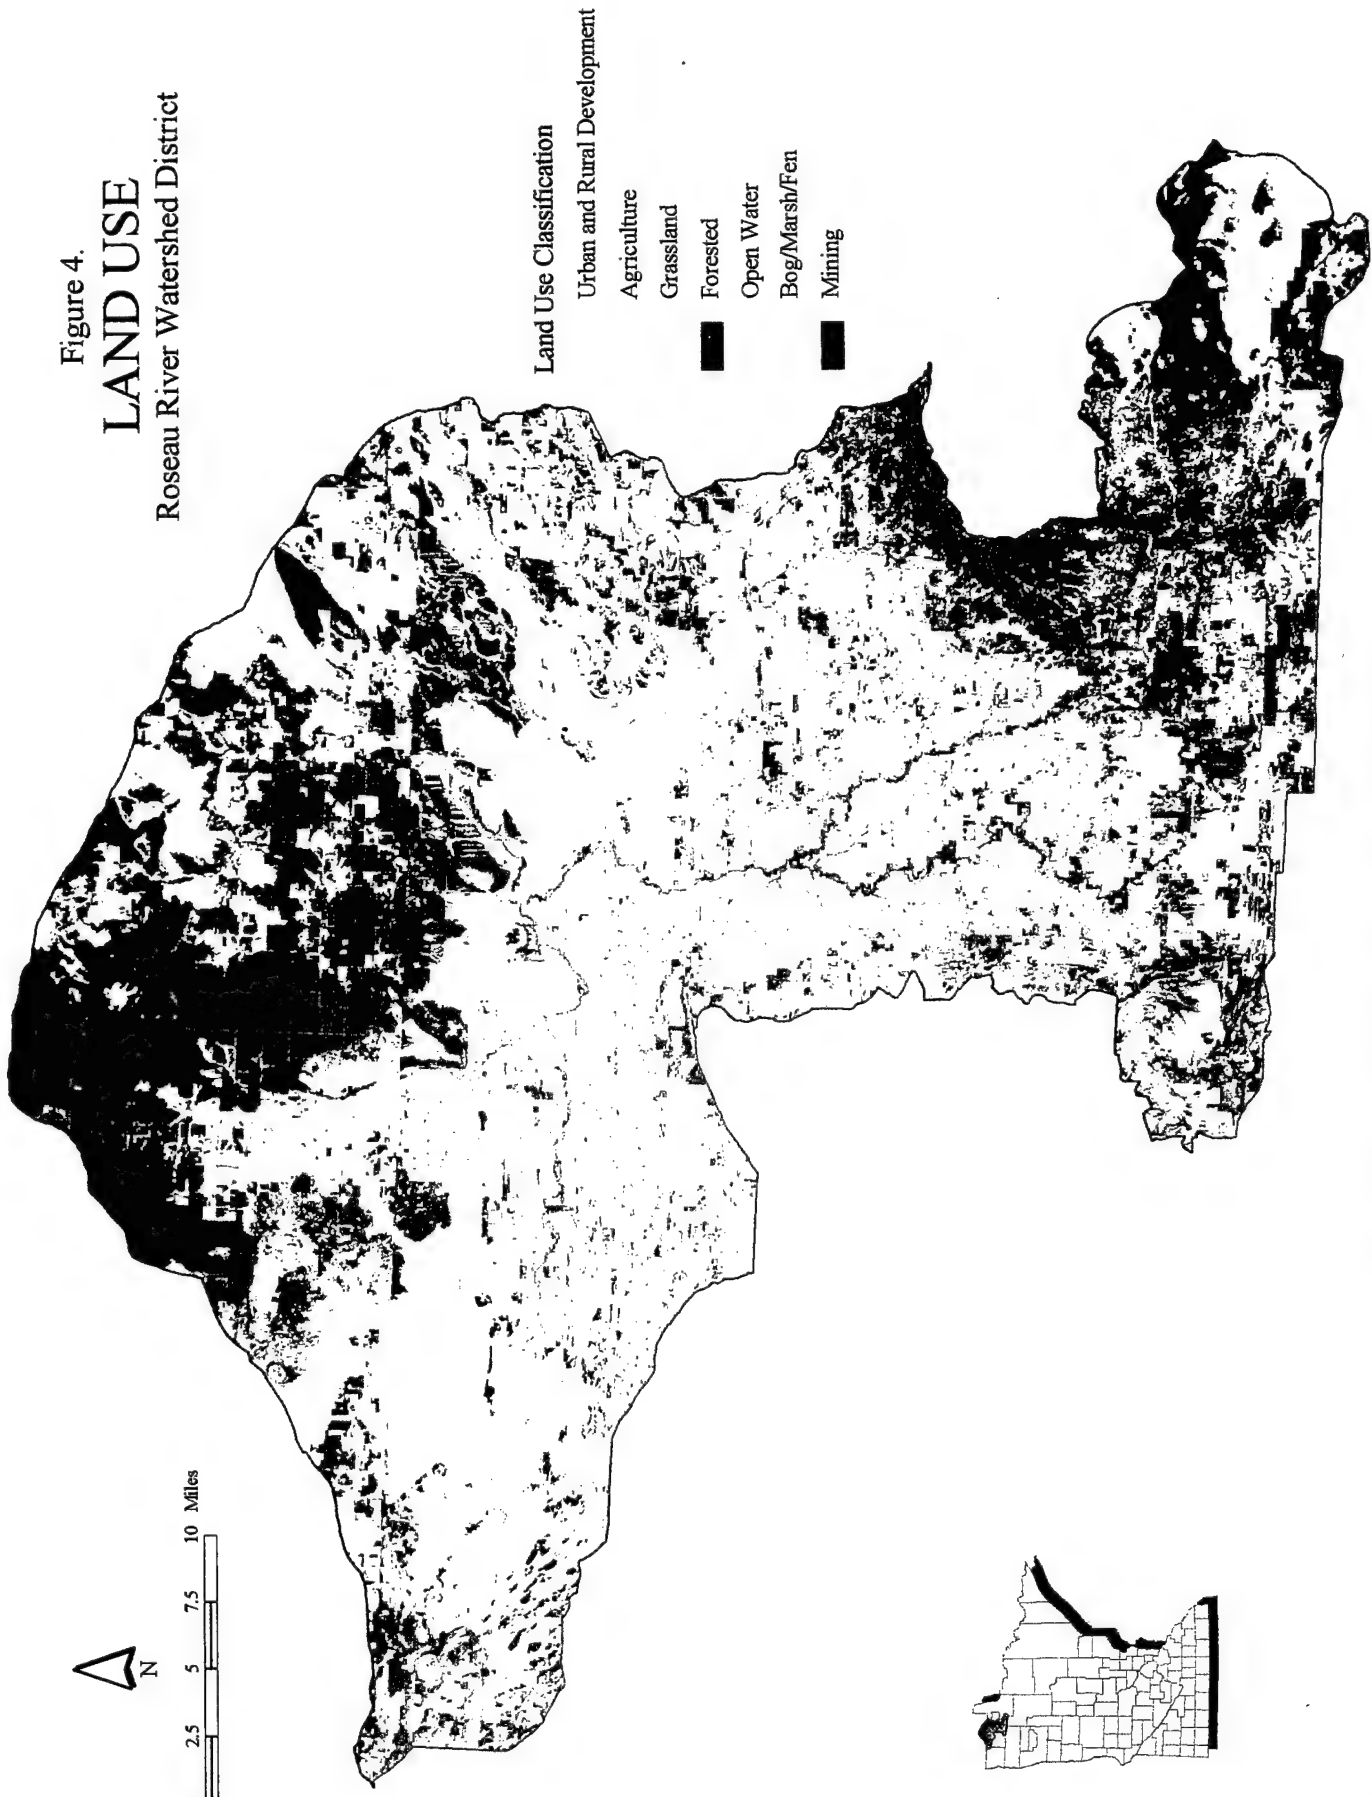 Figure 4.
LAND USE
Roseau River Watershed District
N
2.5 5 7.5 10 Miles
Land Use Classification
Urban and Rural Development
Agriculture
Grassland
Forested
Open Water
Bog/Marsh/Fen
Mining